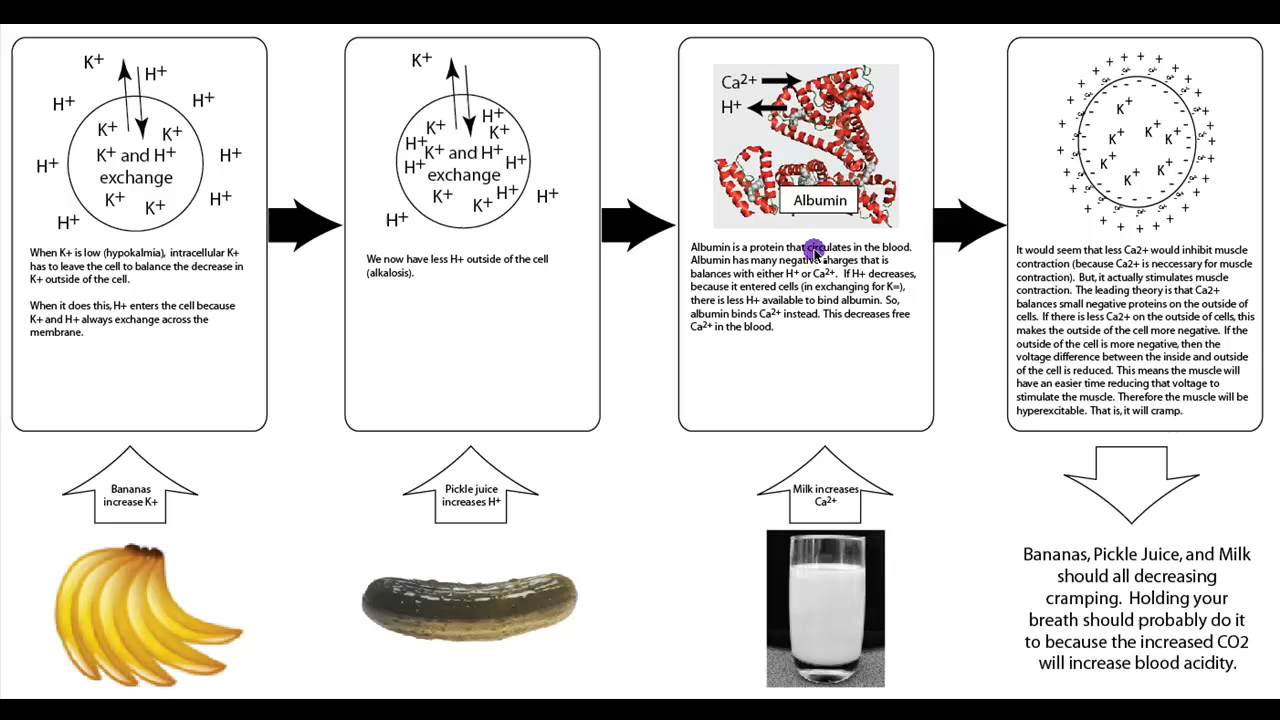 K+
H+
H+
H+
K+
K+
K+ and H+
exchange
H+
H+
K+
K+
H+
H+
When K+ is low (hypokalmia), intracellular K+
has to leave the cell to balance the decrease in
K+ outside of the cell.
When it does this, H+ enters the cell because
K+ and H+ always exchange across the
membrane.
K+
H+
K+
K+
H+
K+ and H+
H+
H+
exchange
K+
H+
K+
H+
H+
We now have less H+ outside of the cell
(alkalosis).
Ca2+
H+
Albumin
Albumin is a protein that circulates in the blood.
Albumin has many negative charges that is
balances with either H+ or Ca2+. If H+ decreases,
because it entered cells (in exchanging for K=),
there is less H+ available to bind albumin. So,
albumin binds Ca2+ instead. This decreases free
Ca2+ in the blood.
K+
K+
K+
K+
K+
K+
K+
It would seem that less Ca2+ would inhibit muscle
contraction (because Ca2+ is neccessary for muscle
contraction). But, it actually stimulates muscle
contraction. The leading theory is that Ca2+
balances small negative proteins on the outside of
cells. If there is less Ca2+ on the outside of cells, this
makes the outside of the cell more negative. If the
outside of the cell is more negative, then the
voltage difference between the inside and outside
of the cell is reduced. This means the muscle will
have an easier time reducing that voltage to
stimulate the muscle. Therefore the muscle will be
hyperexcitable. That is, it will cramp.
Bananas
increase K+
Pickle juice
increases H+
Milk increases
Ca2+
Bananas, Pickle Juice, and Milk
should all decreasing
cramping. Holding your
breath should probably do it
to because the increased CO2
will increase blood acidity.